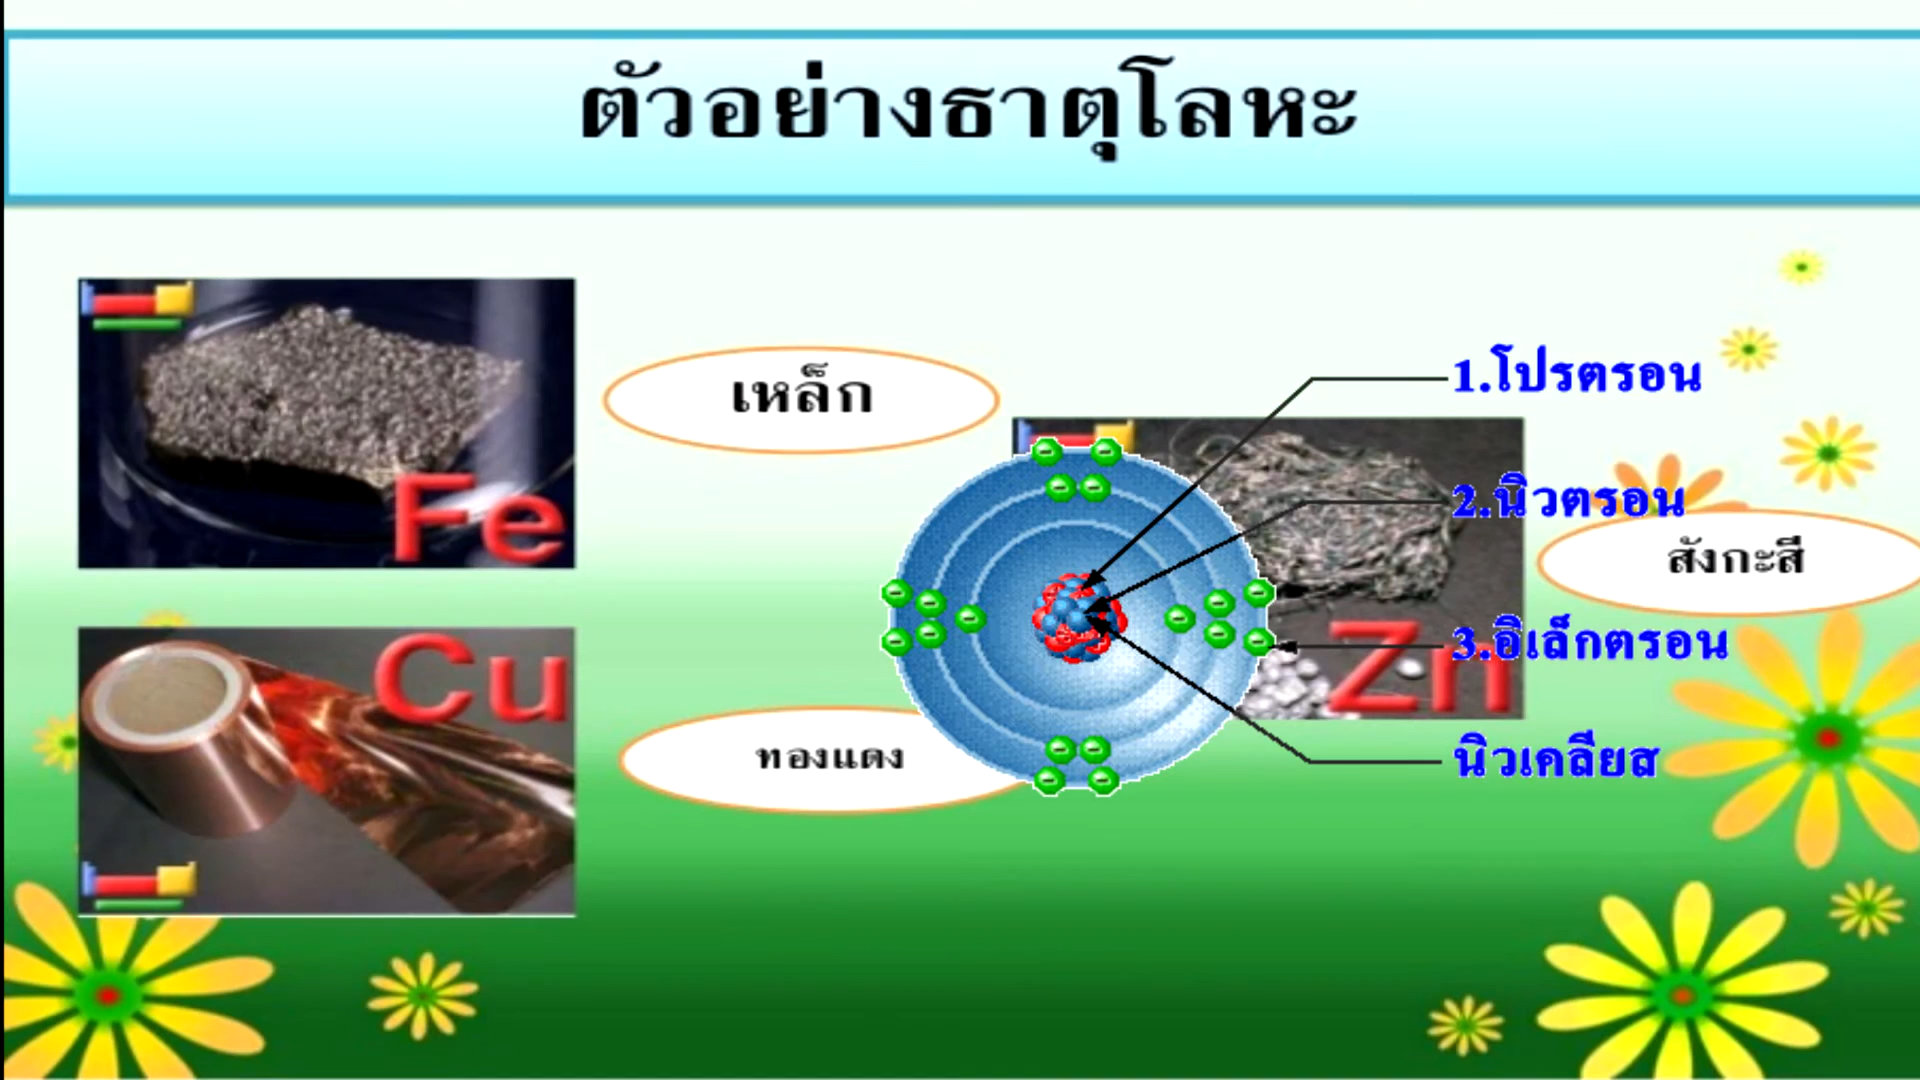 ตัวอย่างธาตุโลหะ
เหล็ก
Fe
1.โปรตรอน
2.นิวตรอน
สังกะสี
3.อิเล็กตรอน
Zn
Cu
ทองแดง
นิวเคลียส